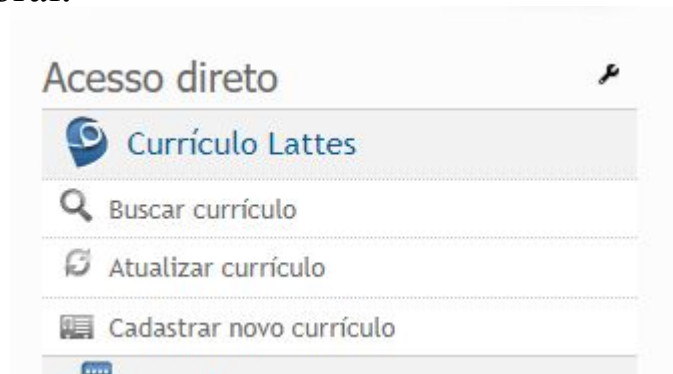 Acesso direto
Currículo Lattes
Buscar currículo
Atualizar currículo
Cadastrar novo currículo